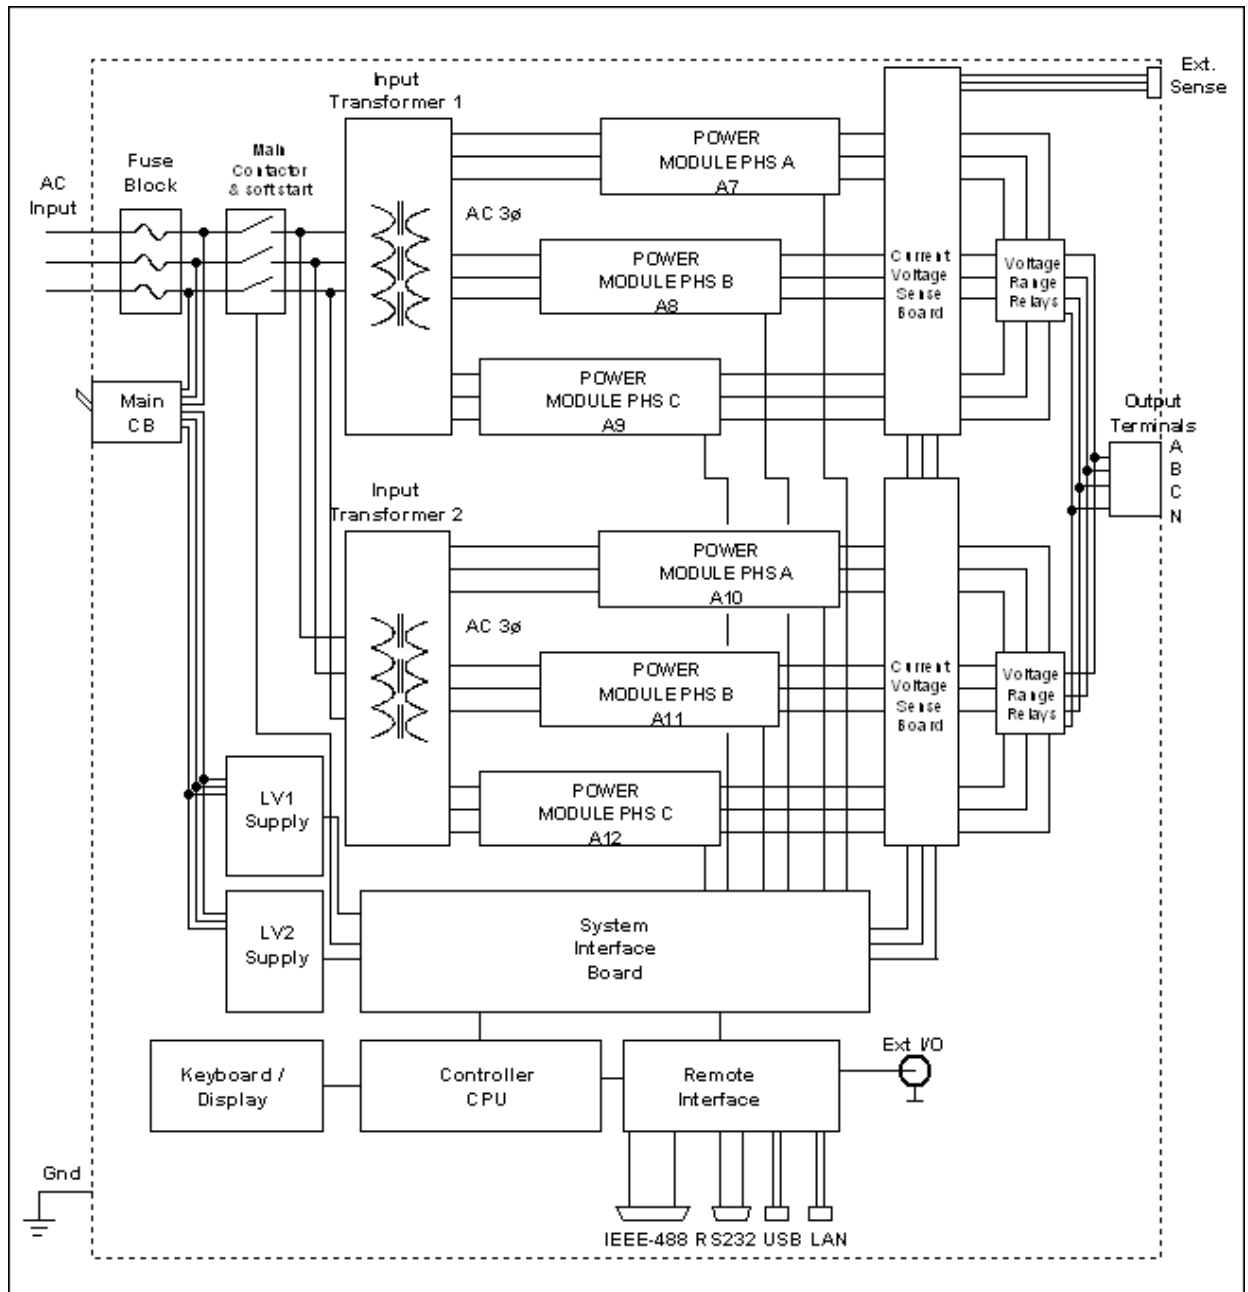 Ext.
Sense
Input
Transformer 1
Main
Contactor
& softstart
Fuse
Block
AC
Input
POWER
MODULE PHS A
A7
AC 3ø
POWER
MODULE PHS B
A8
Current
Voltage
Sense
Board
Voltage
Range
Relays
POWER
MODULE PHS C
A9
Main
CB
Output
Terminals
A
B
C
N
Input
Transformer 2
POWER
MODULE PHS A
A10
AC 3ø
POWER
MODULE PHS B
A11
Current
Voltage
Sense
Board
Voltage
Range
Relays
POWER
MODULE PHS C
A12
LV1
Supply
LV2
Supply
System
Interface
Board
Keyboard /
Display
Controller
CPU
Remote
Interface
Ext I/O
Gnd
IEEE-488 RS232 USB LAN